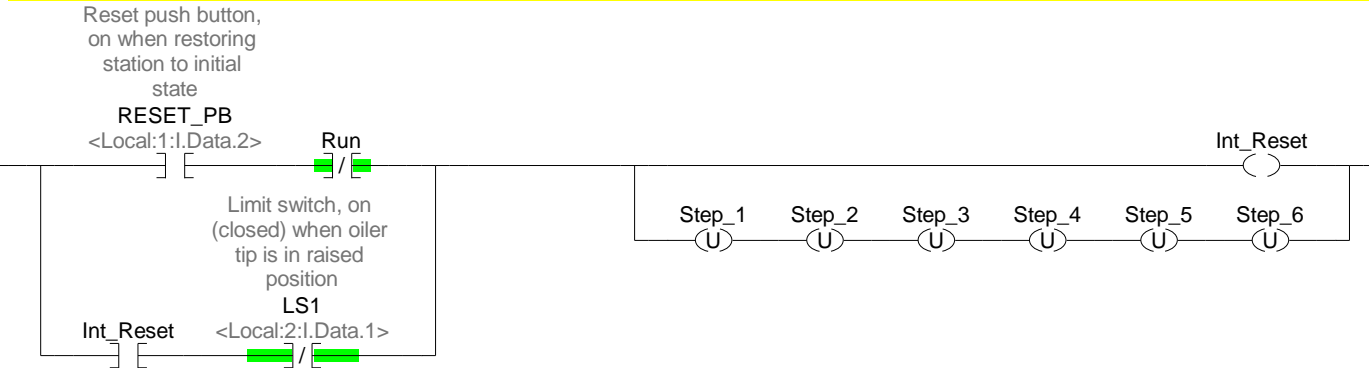 Reset push button,
on when restoring
station to initial
state
RESET_PB
<Local:1:I.Data.2>
Run
/
Int_Reset
Limit switch, on
(closed) when oiler
tip is in raised
position
LS1
<Local:2:I.Data.1>
Int_Reset
/
Step_1 Step_2 Step_3 Step_4 Step_5 Step_6
U U U U U U